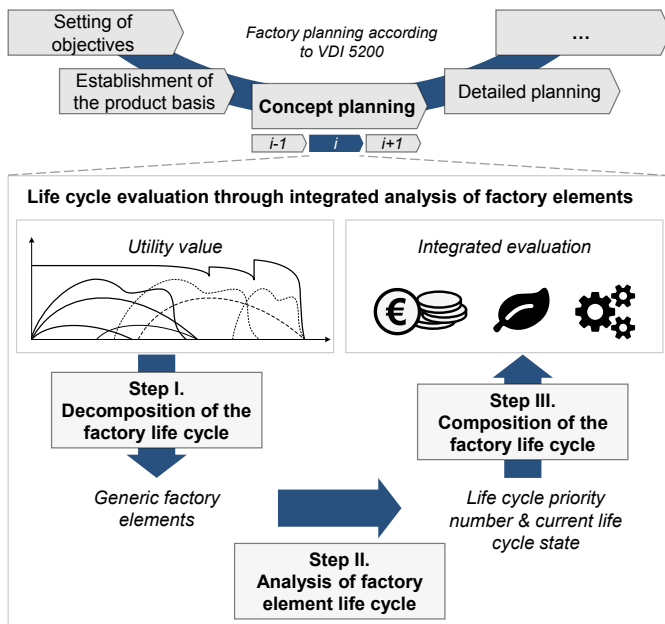 Setting of
objectives
Factory planning according
to VDI 5200
...
Establishment of
the product basis
Concept planning
Detailed planning
i-1
i
i+1
Life cycle evaluation through integrated analysis of factory elements
Utility value
Integrated evaluation
€
Step I.
Decomposition of the
factory life cycle
Step III.
Composition of the
factory life cycle
Generic factory
elements
Life cycle priority
number & current life
cycle state
Step II.
Analysis of factory
element life cycle